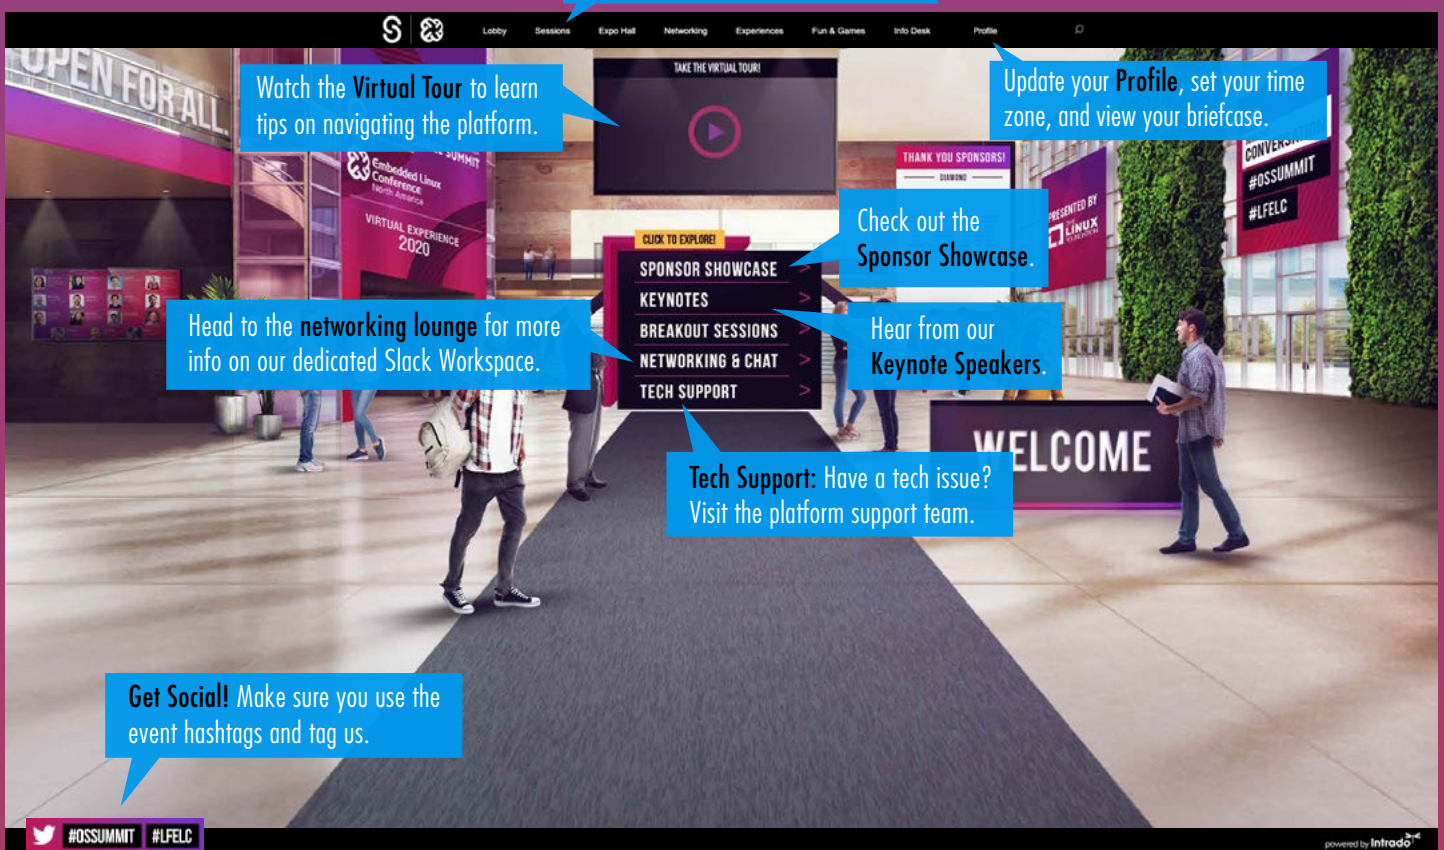 Lobby
Sessions
Expo Hall
Networking
Experiences
Fun & Games
Info Desk
Profile
OPEN FOR ALL.
Watch the Virtual Tour to learn
tips on navigating the platform.
TAKE THE VIRTUAL TOUR!
Update your Profile, set your time
zone, and view your briefcase.
SUMMIT
Embedded Linux
Conference
North America
VIRTUAL EXPERIENCE
2020
THANK YOU SPONSORS!
DIAMOND
CONVERSATION
#OSSUMMIT
#LFELC
PRESENTED BY
LINUX
FOUNDATION
Check out the
Sponsor Showcase.
CLICK TO EXPLORE!
SPONSOR SHOWCASE >
KEYNOTES >
BREAKOUT SESSIONS >
NETWORKING & CHAT >
TECH SUPPORT >
Head to the networking lounge for more
info on our dedicated Slack Workspace.
Hear from our
Keynote Speakers.
WELCOME
Tech Support: Have a tech issue?
Visit the platform support team.
Get Social! Make sure you use the
event hashtags and tag us.
#OSSUMMIT #LFELC
powered by Intrado